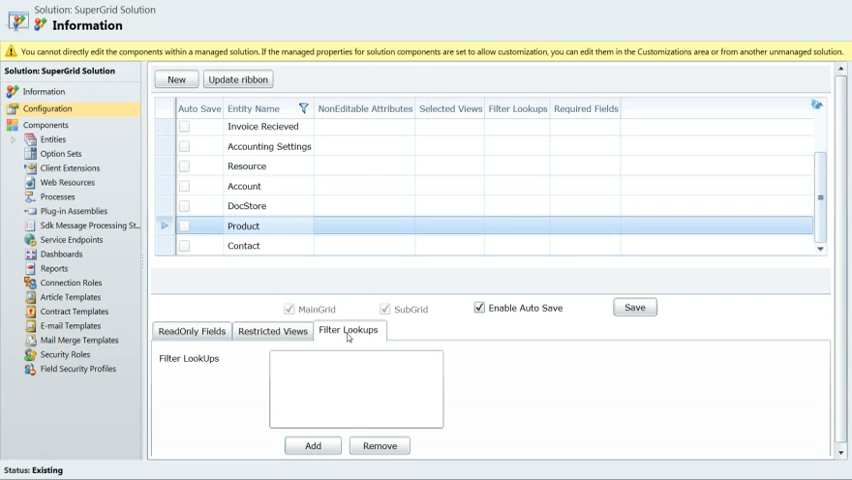 Solution: SuperGrid Solution
Information
You cannot directly edit the components within a managed solution. If the managed properties for solution components are set to allow customization, you can edit them in the Customizations area or from another unmanaged solution.
Solution: SuperGrid Solution
Information
Configuration
Components
Entities
Option Sets
Client Extensions
Web Resources
Processes
Plug-in Assemblies
Sdk Message Processing St...
Service Endpoints
Dashboards
Reports
Connection Roles
Article Templates
Contract Templates
E-mail Templates
Mail Merge Templates
Security Roles
Field Security Profiles
New Update ribbon
Auto Save Entity Name NonEditable Attributes Selected Views Filter Lookups Required Fields
Invoice Recieved
Accounting Settings
Resource
Account
DocStore
Product
Contact
MainGrid SubGrid Enable Auto Save Save
ReadOnly Fields Restricted Views Filter Lookups
Filter LookUps
Add Remove
Status: Existing